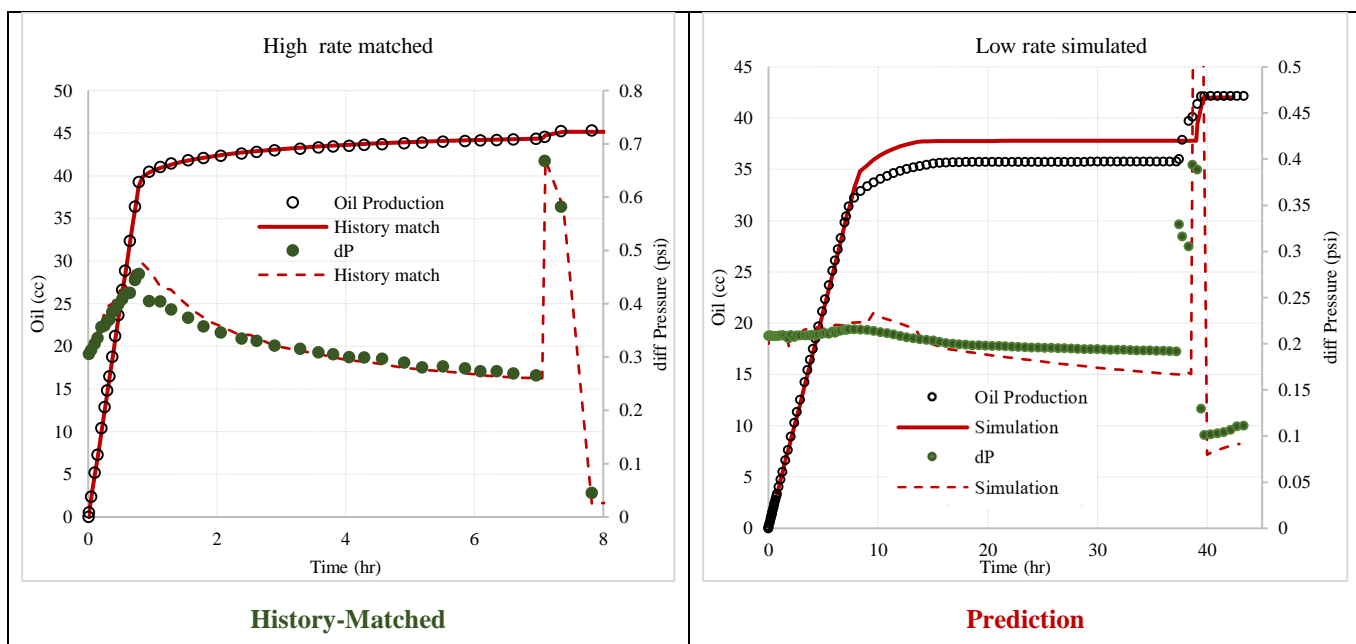 High rate matched
50
45
40
35
30
25
20
15
10
5
0
Oil (cc)
0.8
0.7
0.6
0.5
0.4
0.3
0.2
0.1
0
diff Pressure (psi)
Oil Production
History match
dP
History match
0
2
4
6
8
Time (hr)
History-Matched
Low rate simulated
45
40
35
30
25
20
15
10
5
0
Oil (cc)
0.5
0.45
0.4
0.35
0.3
0.25
0.2
0.15
0.1
0.05
0
diff Pressure (psi)
Oil Production
Simulation
dP
Simulation
0
10
20
30
40
Time (hr)
Prediction